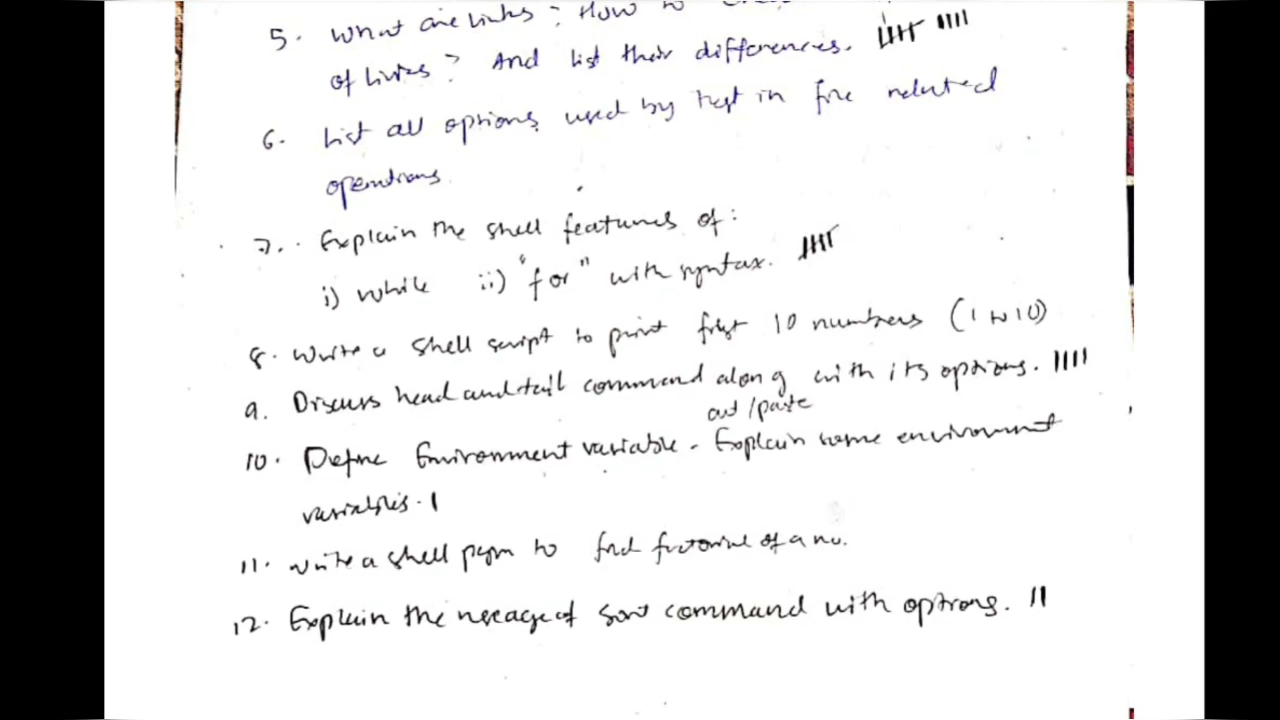 5. What are links? How to
of links? And list their differences.
6. List all options used by test in file related
operations.
7. Explain the shell features of:
i) while ii) "for" with syntax.
8. Write a shell script to print first 10 numbers (1 to 10)
9. Discuss head and tail command along with its options.
cut/paste
10. Define Environment variable. Explain some environment
variables.
11. Write a shell pgm to find factorial of a no.
12. Explain the useage of sort command with options.